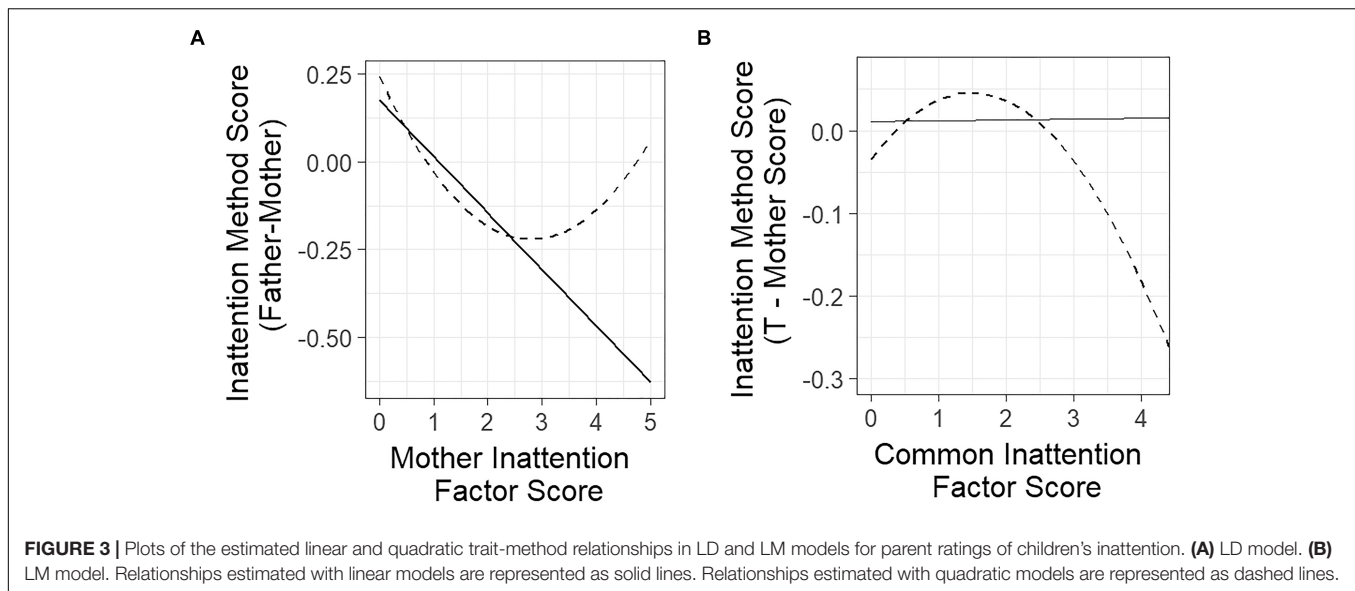 A
Inattention Method Score
(Father-Mother)
0.25
0.00
-0.25
-0.50
0 1 2 3 4 5
Mother Inattention
Factor Score
B
Inattention Method Score
(T - Mother Score)
0.0
-0.1
-0.2
-0.3
0 1 2 3 4
Common Inattention
Factor Score
FIGURE 3 | Plots of the estimated linear and quadratic trait-method relationships in LD and LM models for parent ratings of children's inattention. (A) LD model. (B)
LM model. Relationships estimated with linear models are represented as solid lines. Relationships estimated with quadratic models are represented as dashed lines.